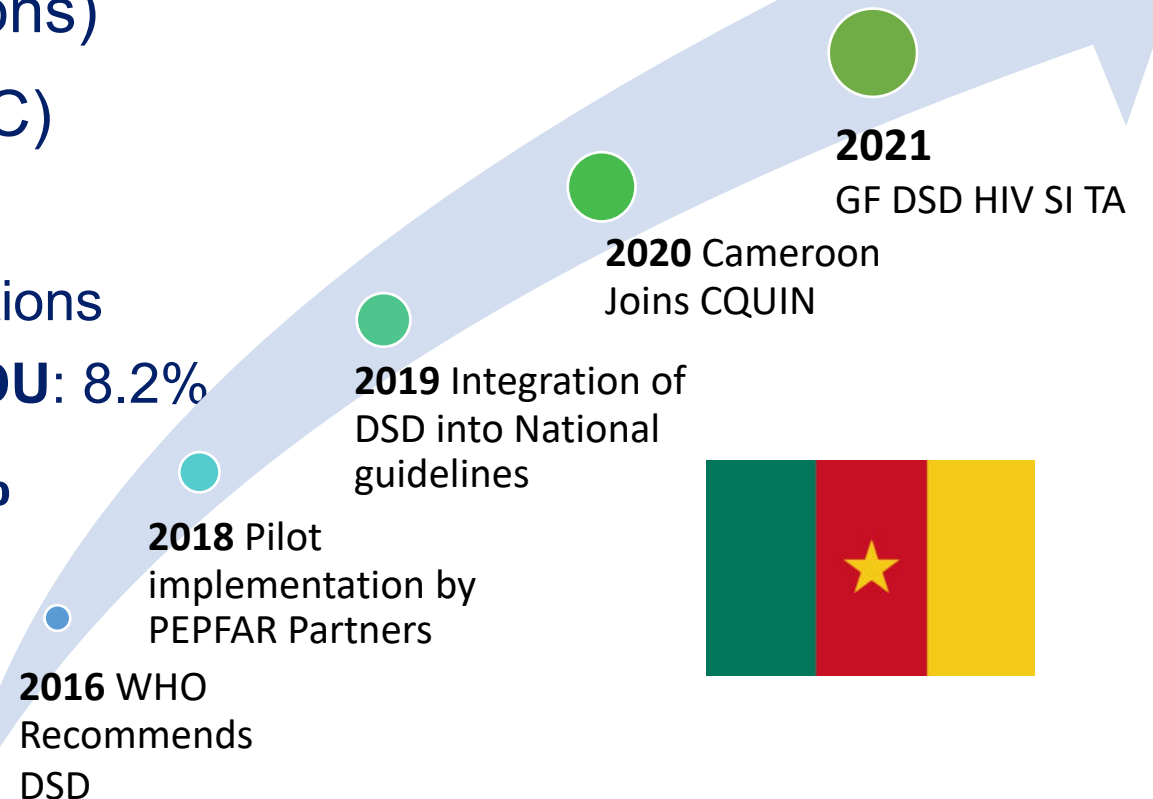 ons)
C)
ions
OU: 8.2%
2021
GF DSD HIV SI TA
2020 Cameroon
Joins CQUIN
2019 Integration of
DSD into National
guidelines
2018 Pilot
implementation by
PEPFAR Partners
2016 WHO
Recommends
DSD